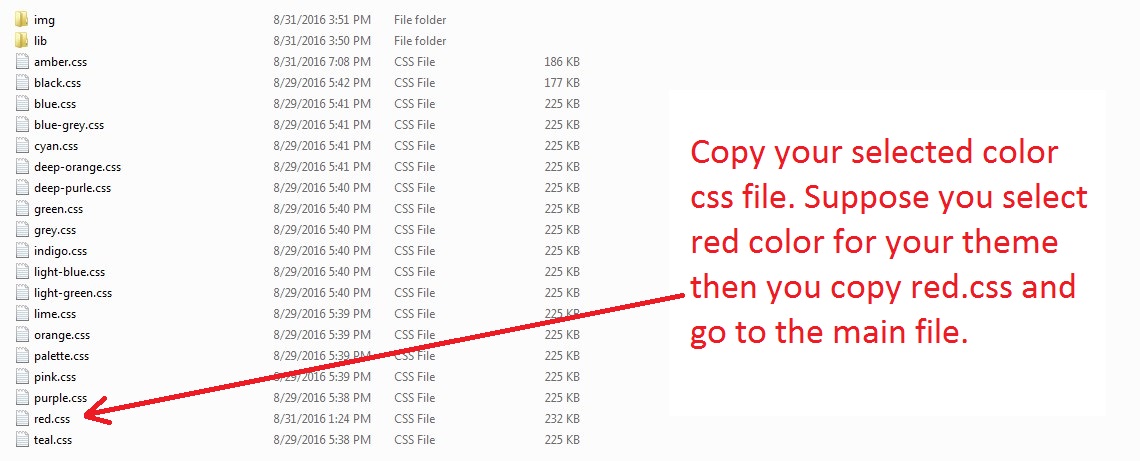 img 8/31/2016 3:51 PM File folder
lib 8/31/2016 3:50 PM File folder
amber.css 8/31/2016 7:08 PM CSS File 186 KB
black.css 8/29/2016 5:42 PM CSS File 177 KB
blue.css 8/29/2016 5:41 PM CSS File 225 KB
blue-grey.css 8/29/2016 5:41 PM CSS File 225 KB
cyan.css 8/29/2016 5:41 PM CSS File 225 KB
deep-orange.css 8/29/2016 5:41 PM CSS File 225 KB
deep-purle.css 8/29/2016 5:40 PM CSS File 225 KB
green.css 8/29/2016 5:40 PM CSS File 225 KB
grey.css 8/29/2016 5:40 PM CSS File 225 KB
indigo.css 8/29/2016 5:40 PM CSS File 225 KB
light-blue.css 8/29/2016 5:40 PM CSS File 225 KB
light-green.css 8/29/2016 5:40 PM CSS File 225 KB
lime.css 8/29/2016 5:39 PM CSS File 225 KB
orange.css 8/29/2016 5:39 PM CSS File 225 KB
palette.css 8/29/2016 5:39 PM CSS File 225 KB
pink.css 8/29/2016 5:39 PM CSS File 225 KB
purple.css 8/29/2016 5:38 PM CSS File 225 KB
red.css 8/31/2016 1:24 PM CSS File 232 KB
teal.css 8/29/2016 5:38 PM CSS File 225 KB
Copy your selected color
css file. Suppose you select
red color for your theme
then you copy red.css and
go to the main file.